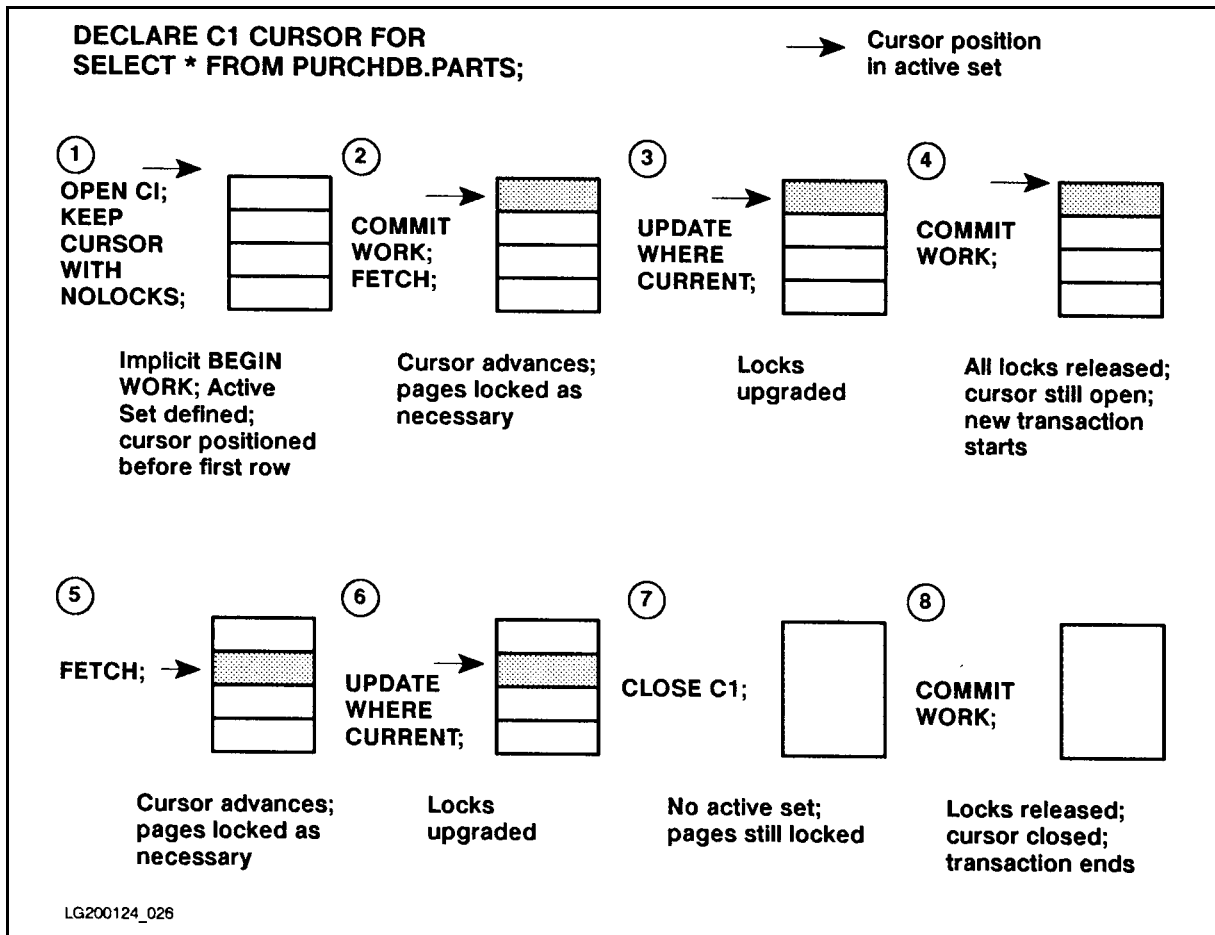 DECLARE C1 CURSOR FOR
SELECT * FROM PURCHDB.PARTS;
Cursor position
in active set
1
OPEN CI;
KEEP
CURSOR
WITH
NOLOCKS;
Implicit BEGIN
WORK; Active
Set defined;
cursor positioned
before first row
2
COMMIT
WORK;
FETCH;
Cursor advances;
pages locked as
necessary
3
UPDATE
WHERE
CURRENT;
Locks
upgraded
4
COMMIT
WORK;
All locks released;
cursor still open;
new transaction
starts
5
FETCH;
Cursor advances;
pages locked as
necessary
6
UPDATE
WHERE
CURRENT;
Locks
upgraded
7
CLOSE C1;
No active set;
pages still locked
8
COMMIT
WORK;
Locks released;
cursor closed;
transaction ends
LG200124_026